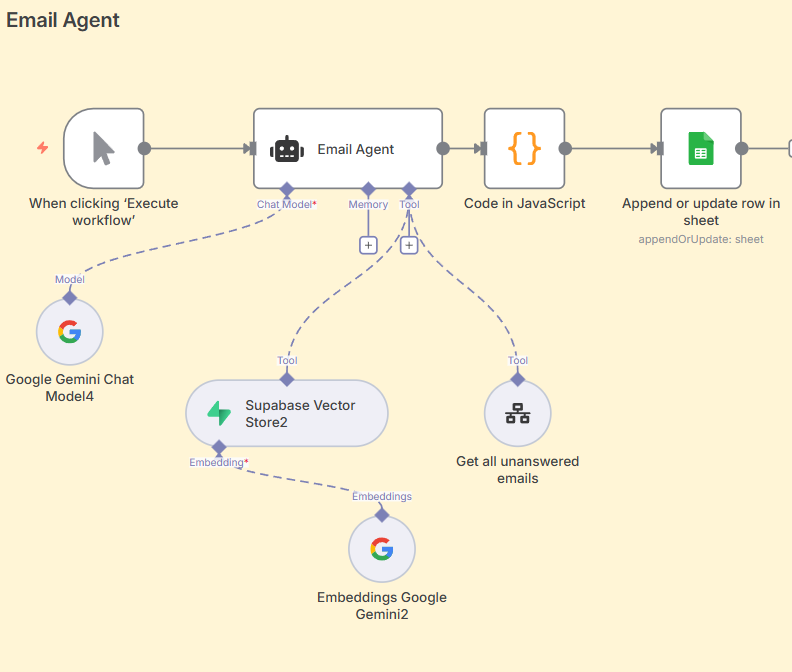 Email Agent
Email Agent
When clicking ‘Execute
workflow’
Chat Model*
Memory
Tool
Code in JavaScript
Append or update row in
sheet
appendOrUpdate: sheet
Model
Google Gemini Chat
Model4
Tool
Tool
Supabase Vector
Store2
Embedding*
Get all unanswered
emails
Embeddings
Embeddings Google
Gemini2